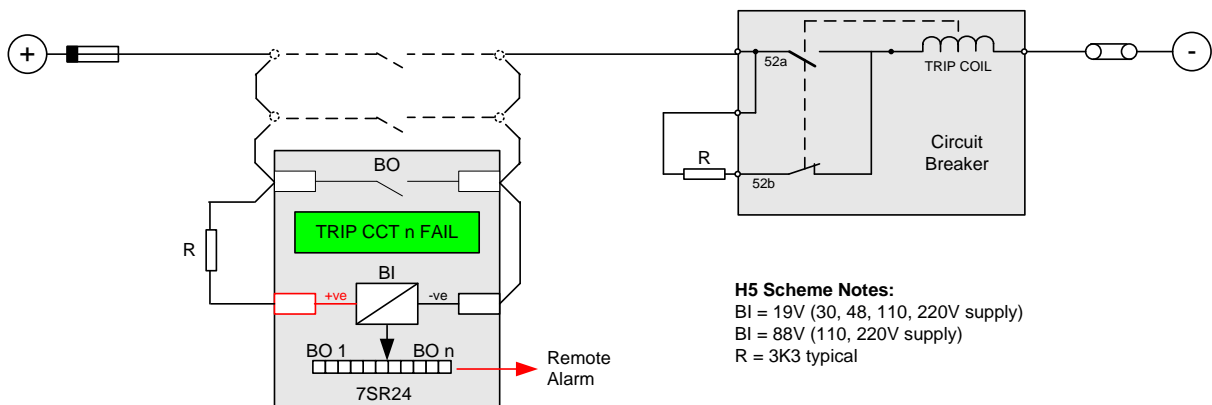 +
52a
TRIP COIL
-
BO
R
52b
Circuit
Breaker
TRIP CCT n FAIL
R
BI
+ve
-ve
H5 Scheme Notes:
BI = 19V (30, 48, 110, 220V supply)
BI = 88V (110, 220V supply)
R = 3K3 typical
BO 1
BO n
Remote
Alarm
7SR24